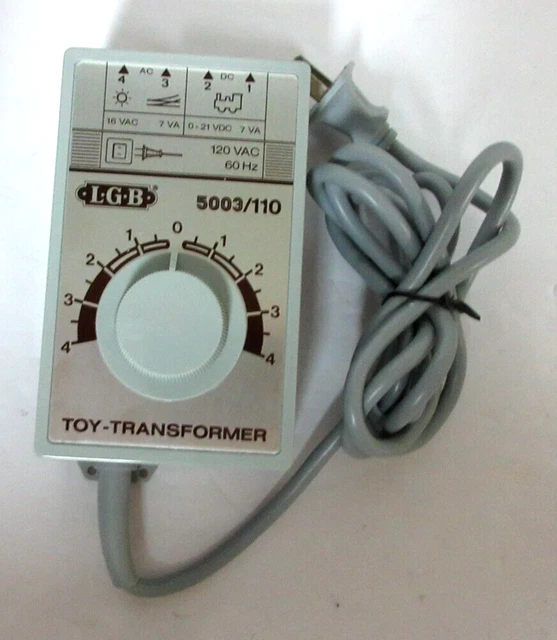 AC DC
4 3 2 1
16 VAC 7 VA 0-21 VDC 7 VA
120 VAC
60 Hz
L·G·B
5003/110
0
1 1
2 2
3 3
4 4
TOY-TRANSFORMER